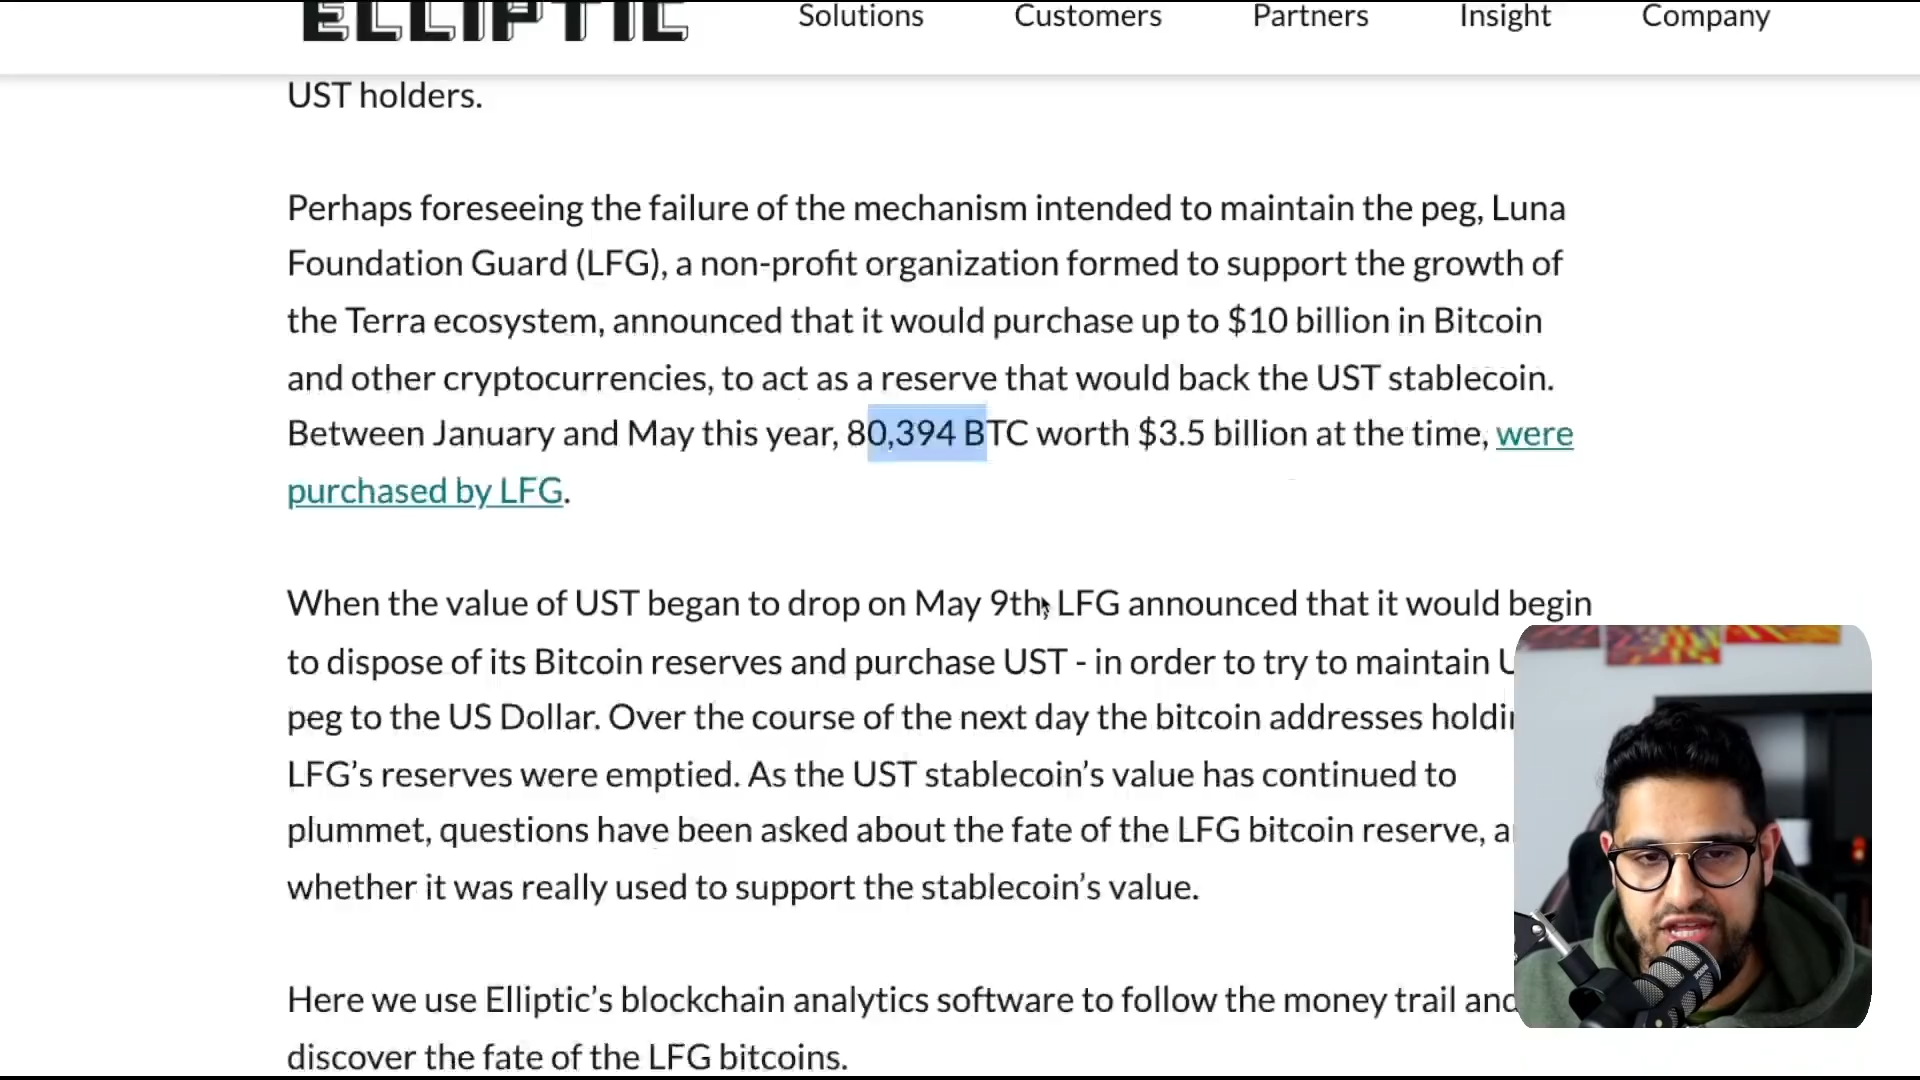 ELLIPTIC
Solutions Customers Partners Insight Company
UST holders.
Perhaps foreseeing the failure of the mechanism intended to maintain the peg, Luna
Foundation Guard (LFG), a non-profit organization formed to support the growth of
the Terra ecosystem, announced that it would purchase up to $10 billion in Bitcoin
and other cryptocurrencies, to act as a reserve that would back the UST stablecoin.
Between January and May this year, 80,394 BTC worth $3.5 billion at the time, were
purchased by LFG.
When the value of UST began to drop on May 9th, LFG announced that it would begin
to dispose of its Bitcoin reserves and purchase UST - in order to try to maintain
peg to the US Dollar. Over the course of the next day the bitcoin addresses
LFG’s reserves were emptied. As the UST stablecoin’s value has continued to
plummet, questions have been asked about the fate of the LFG bitcoin reserve,
whether it was really used to support the stablecoin’s value.
Here we use Elliptic’s blockchain analytics software to follow the money trail and
discover the fate of the LFG bitcoins.